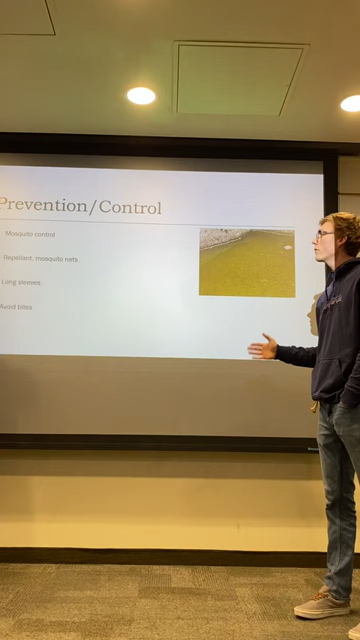 Prevention/Control
Mosquito control
Repellant, mosquito nets
Long sleeves
Avoid bites